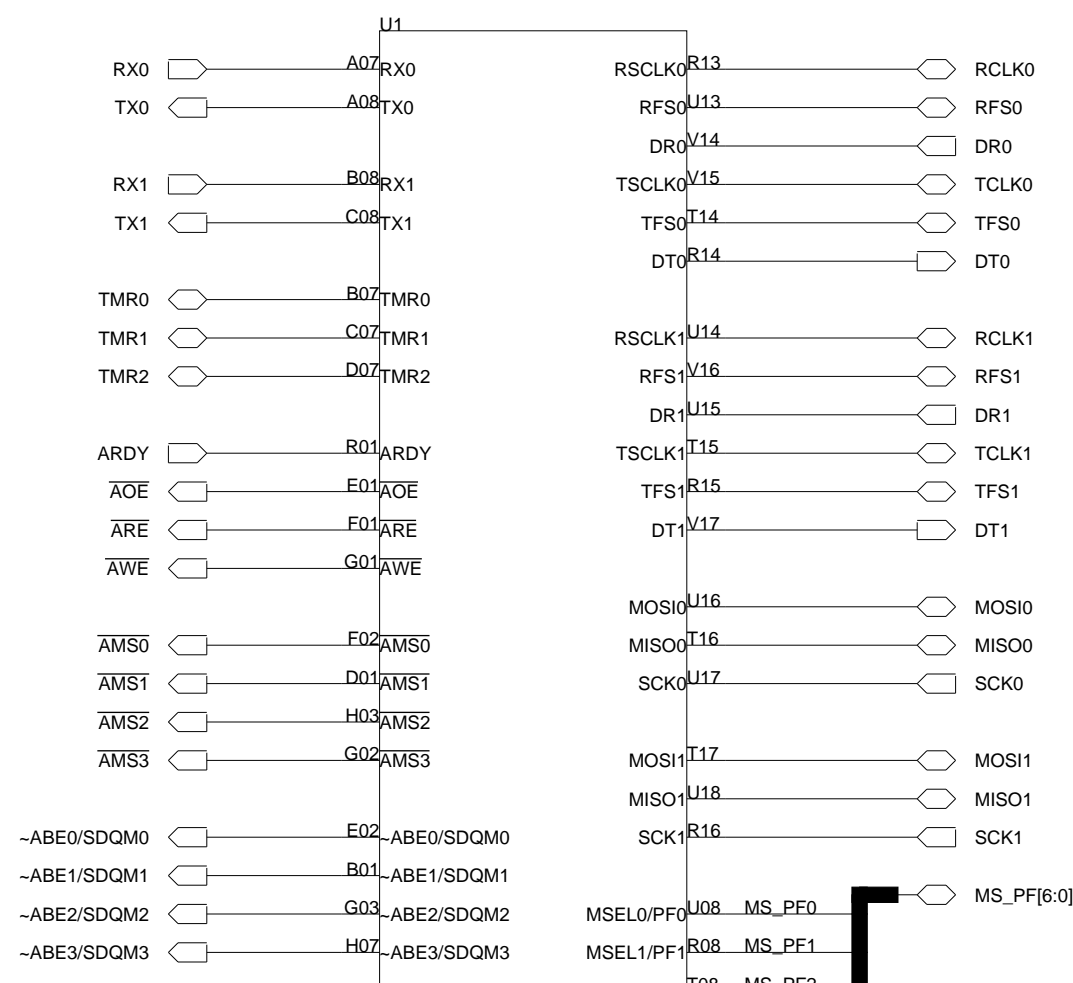 U1
RX0 A07 RX0 RSCLK0 R13 RCLK0
TX0 A08 TX0 RFS0 U13 RFS0
DR0 V14 DR0
RX1 B08 RX1 TSCLK0 V15 TCLK0
TX1 C08 TX1 TFS0 T14 TFS0
DT0 R14 DT0
TMR0 B07 TMR0
TMR1 C07 TMR1 RSCLK1 U14 RCLK1
TMR2 D07 TMR2 RFS1 V16 RFS1
DR1 U15 DR1
ARDY R01 ARDY TSCLK1 T15 TCLK1
AOE E01 AOE TFS1 R15 TFS1
ARE F01 ARE DT1 V17 DT1
AWE G01 AWE
MOSI0 U16 MOSI0
AMS0 F02 AMS0 MISO0 T16 MISO0
AMS1 D01 AMS1 SCK0 U17 SCK0
AMS2 H03 AMS2
AMS3 G02 AMS3 MOSI1 T17 MOSI1
MISO1 U18 MISO1
~ABE0/SDQM0 E02 ~ABE0/SDQM0 SCK1 R16 SCK1
~ABE1/SDQM1 B01 ~ABE1/SDQM1
MS_PF[6:0]
~ABE2/SDQM2 G03 ~ABE2/SDQM2 MSEL0/PF0 U08 MS_PF0
~ABE3/SDQM3 H07 ~ABE3/SDQM3 MSEL1/PF1 R08 MS_PF1